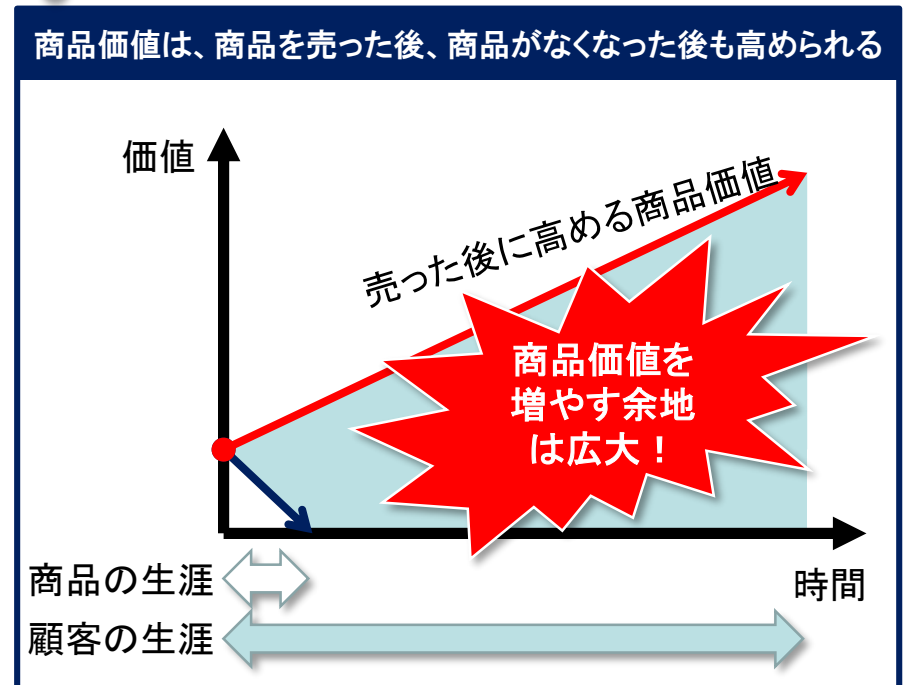 商品価値は、商品を売った後、商品がなくなった後も高められる
価値
売った後に高める商品価値
商品価値を
増やす余地
は広大！
商品の生涯
時間
顧客の生涯